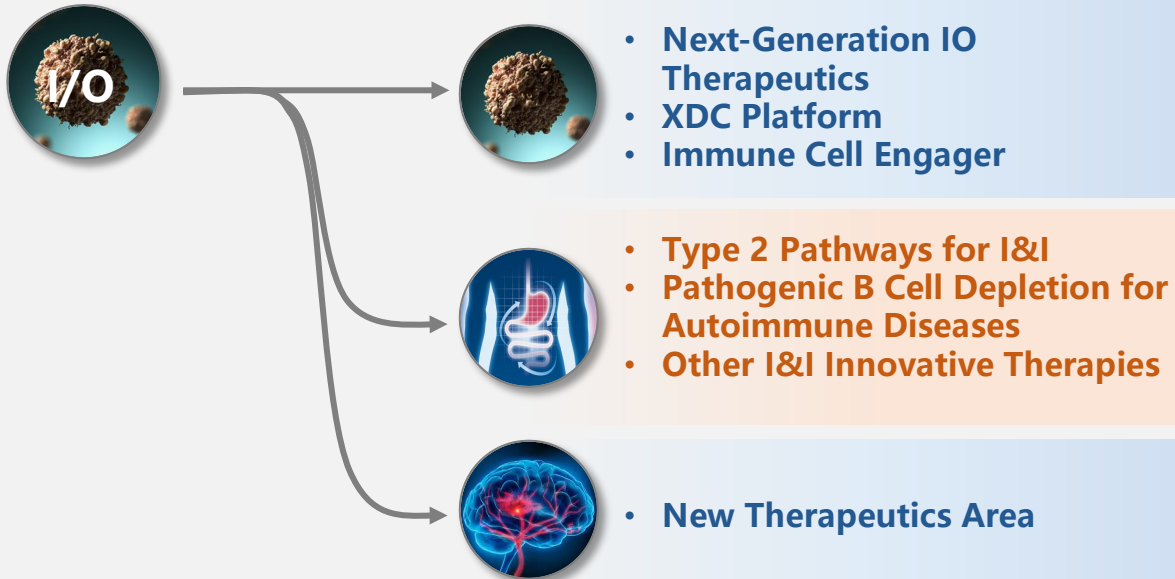 I/O
• Next-Generation IO
Therapeutics
• XDC Platform
• Immune Cell Engager
• Type 2 Pathways for I&I
• Pathogenic B Cell Depletion for
Autoimmune Diseases
• Other I&I Innovative Therapies
• New Therapeutics Area